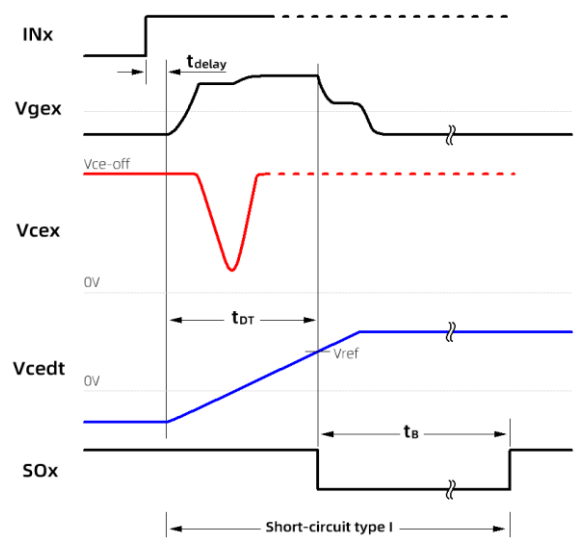 INx
tdelay
Vgex
Vce-off
Vcex
0V
tDT
Vref
Vcedt
0V
tB
SOx
Short-circuit type I